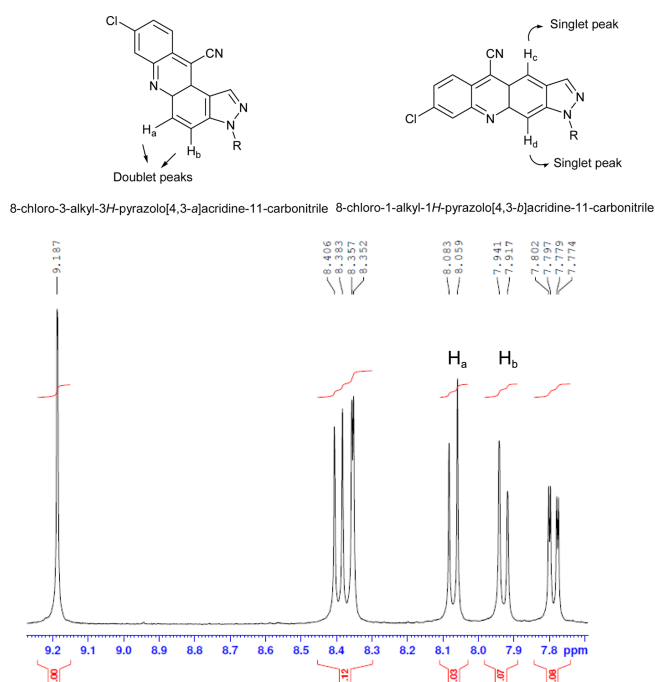 Singlet peak
Cl
CN
N
N
N
R
Ha
Hb
Doublet peaks
CN
Hc
Cl
N
N
N
R
Hd
Singlet peak
8-chloro-3-alkyl-3H-pyrazolo[4,3-a]acridine-11-carbonitrile
8-chloro-1-alkyl-1H-pyrazolo[4,3-b]acridine-11-carbonitrile
9.187
8.406
8.383
8.357
8.352
8.083
8.059
7.941
7.917
7.802
7.797
7.779
7.774
Ha
Hb
9.2 9.1 9.0 8.9 8.8 8.7 8.6 8.5 8.4 8.3 8.2 8.1 8.0 7.9 7.8 ppm
.00
.12
.03
.07
.08